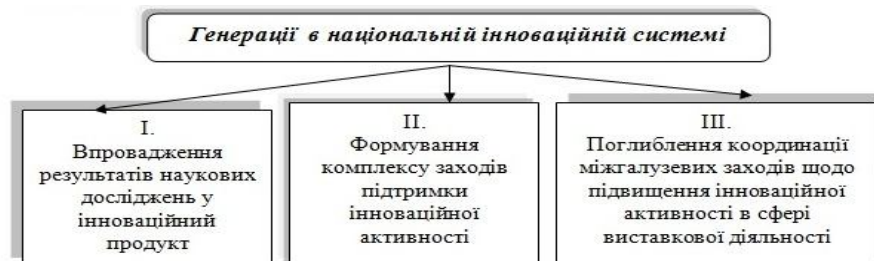 Генерації в національній інноваційній системі
I.
Впровадження
результатів наукових
досліджень у
інноваційний
продукт
II.
Формування
комплексу заходів
підтримки
інноваційної
активності
III.
Поглиблення координації
міжгалузевих заходів щодо
підвищення інноваційної
активності в сфері
виставкової діяльності